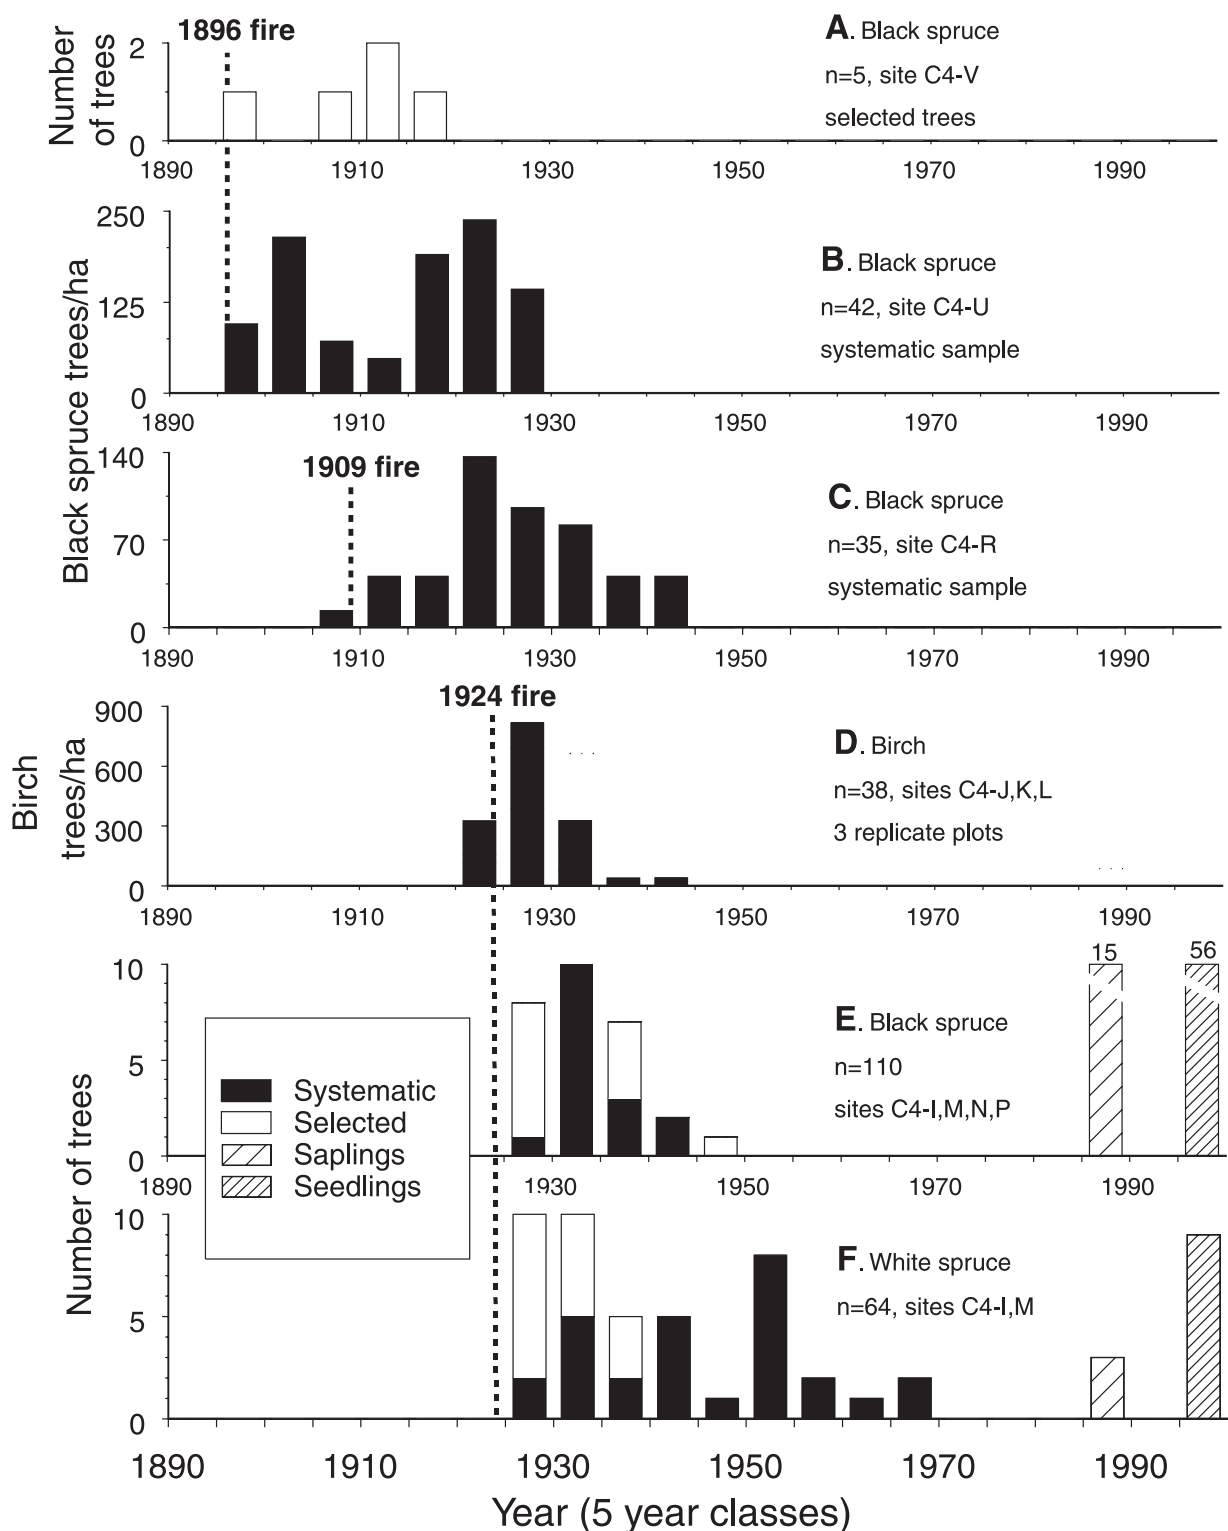 1896 fire
Number
of trees
2
0
1890 1910 1930 1950 1970 1990
A. Black spruce
n=5, site C4-V
selected trees
Black spruce trees/ha
250
125
0
1890 1910 1930 1950 1970 1990
B. Black spruce
n=42, site C4-U
systematic sample
140
70
0
1909 fire
1890 1910 1930 1950 1970 1990
C. Black spruce
n=35, site C4-R
systematic sample
1924 fire
Birch
trees/ha
900
600
300
0
1890 1910 1930 1950 1970 1990
D. Birch
n=38, sites C4-J,K,L
3 replicate plots
Number of trees
10
5
0
15 56
1890 1930 1950 1970 1990
E. Black spruce
n=110
sites C4-I,M,N,P
Systematic
Selected
Saplings
Seedlings
10
5
0
F. White spruce
n=64, sites C4-I,M
1890 1910 1930 1950 1970 1990
Year (5 year classes)